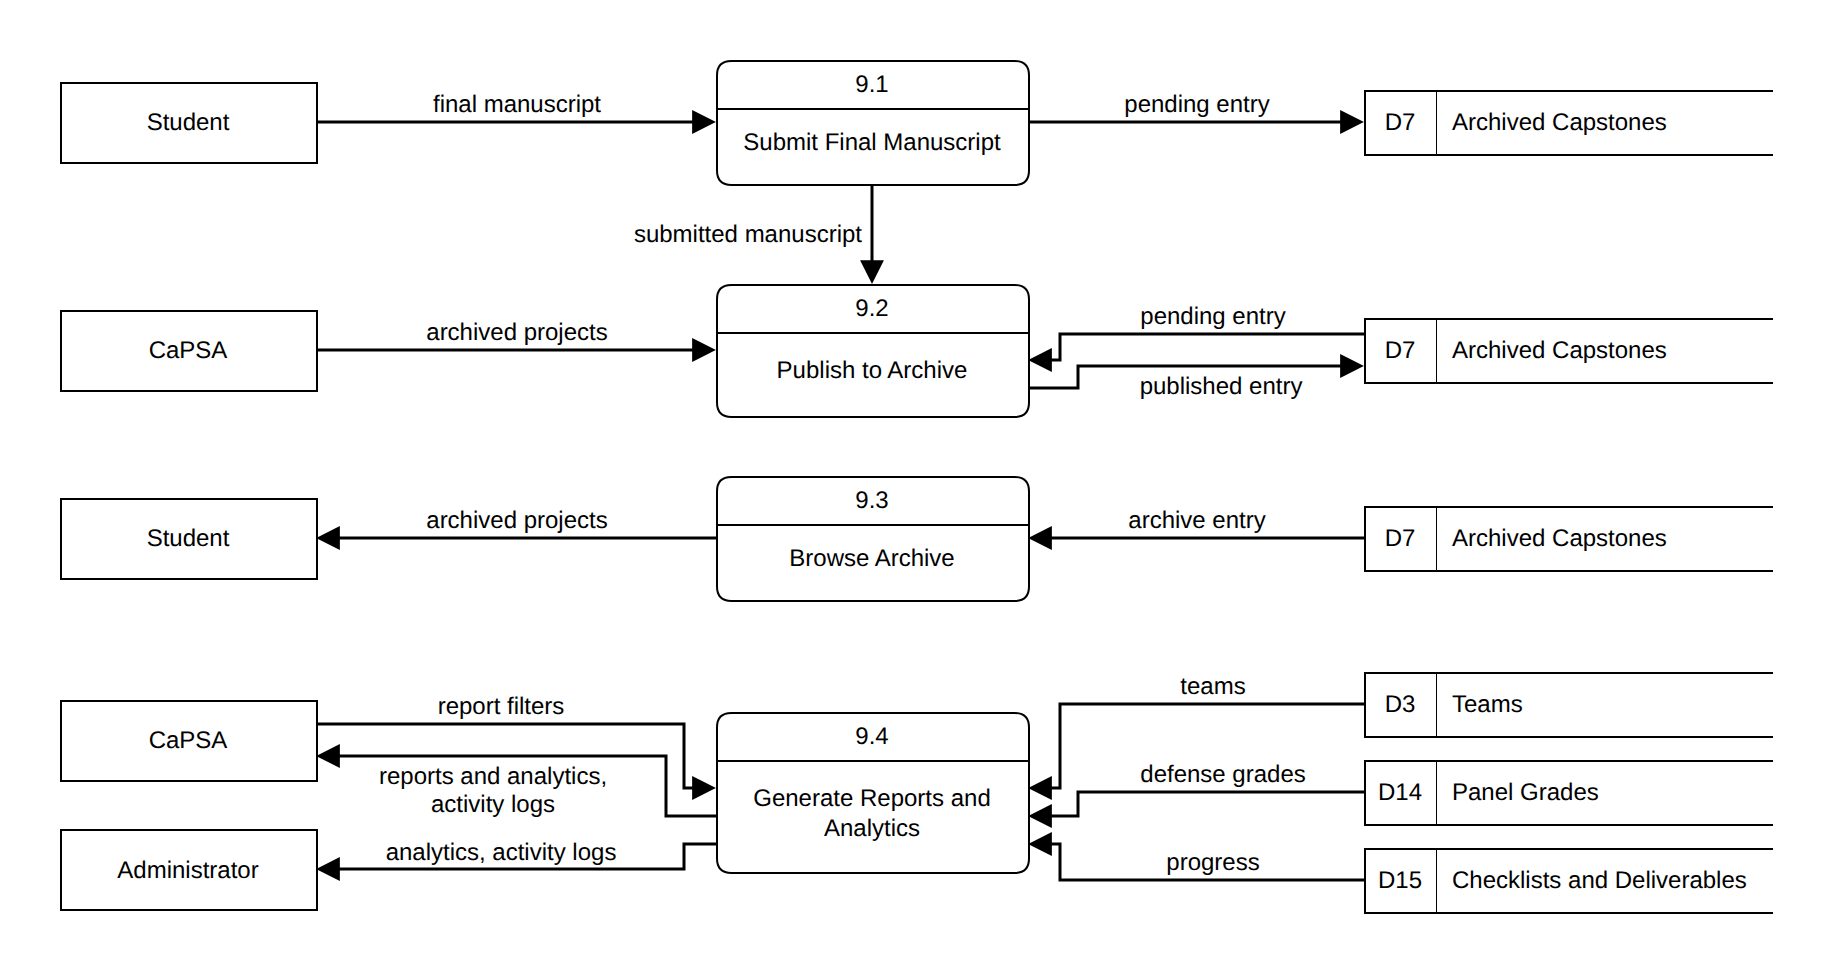 9.1
Student
final manuscript
Submit Final Manuscript
pending entry
D7
Archived Capstones
submitted manuscript
9.2
CaPSA
archived projects
Publish to Archive
pending entry
published entry
D7
Archived Capstones
9.3
Student
archived projects
Browse Archive
archive entry
D7
Archived Capstones
CaPSA
report filters
reports and analytics,
activity logs
Administrator
analytics, activity logs
9.4
Generate Reports and
Analytics
teams
D3
Teams
defense grades
D14
Panel Grades
progress
D15
Checklists and Deliverables